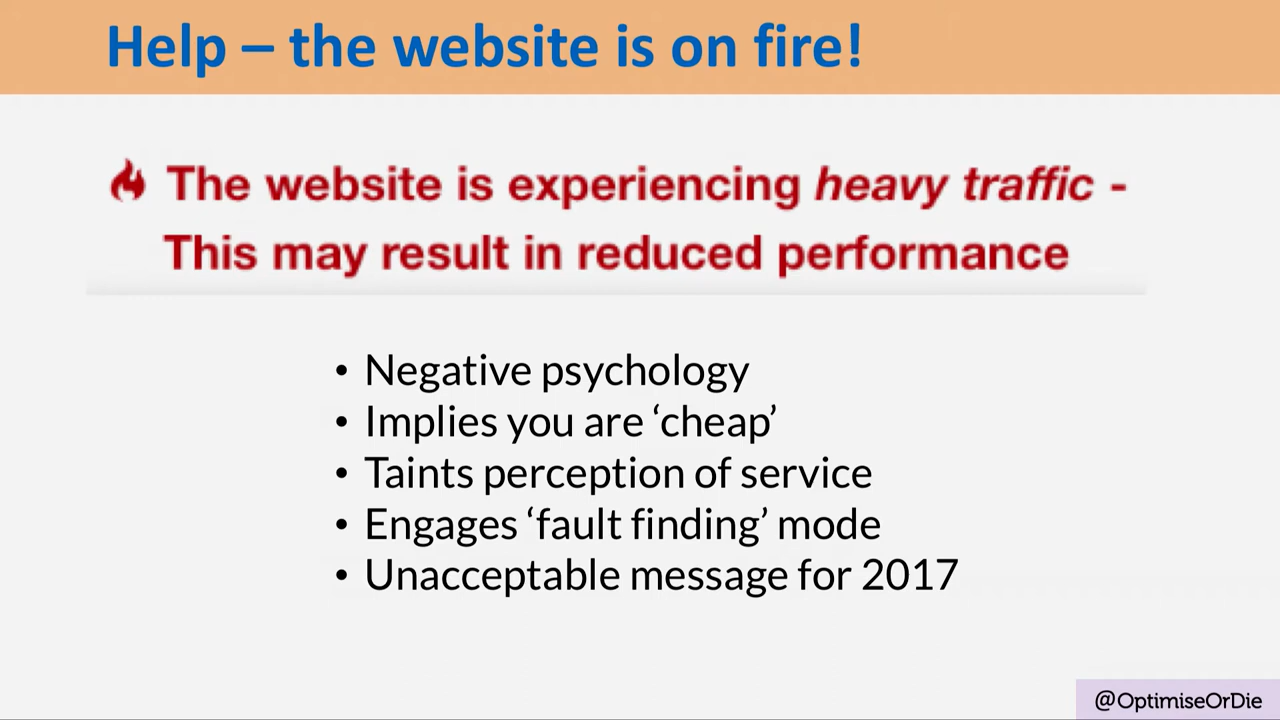 Help – the website is on fire!
The website is experiencing heavy traffic -
This may result in reduced performance
• Negative psychology
• Implies you are ‘cheap’
• Taints perception of service
• Engages ‘fault finding’ mode
• Unacceptable message for 2017
@OptimiseOrDie